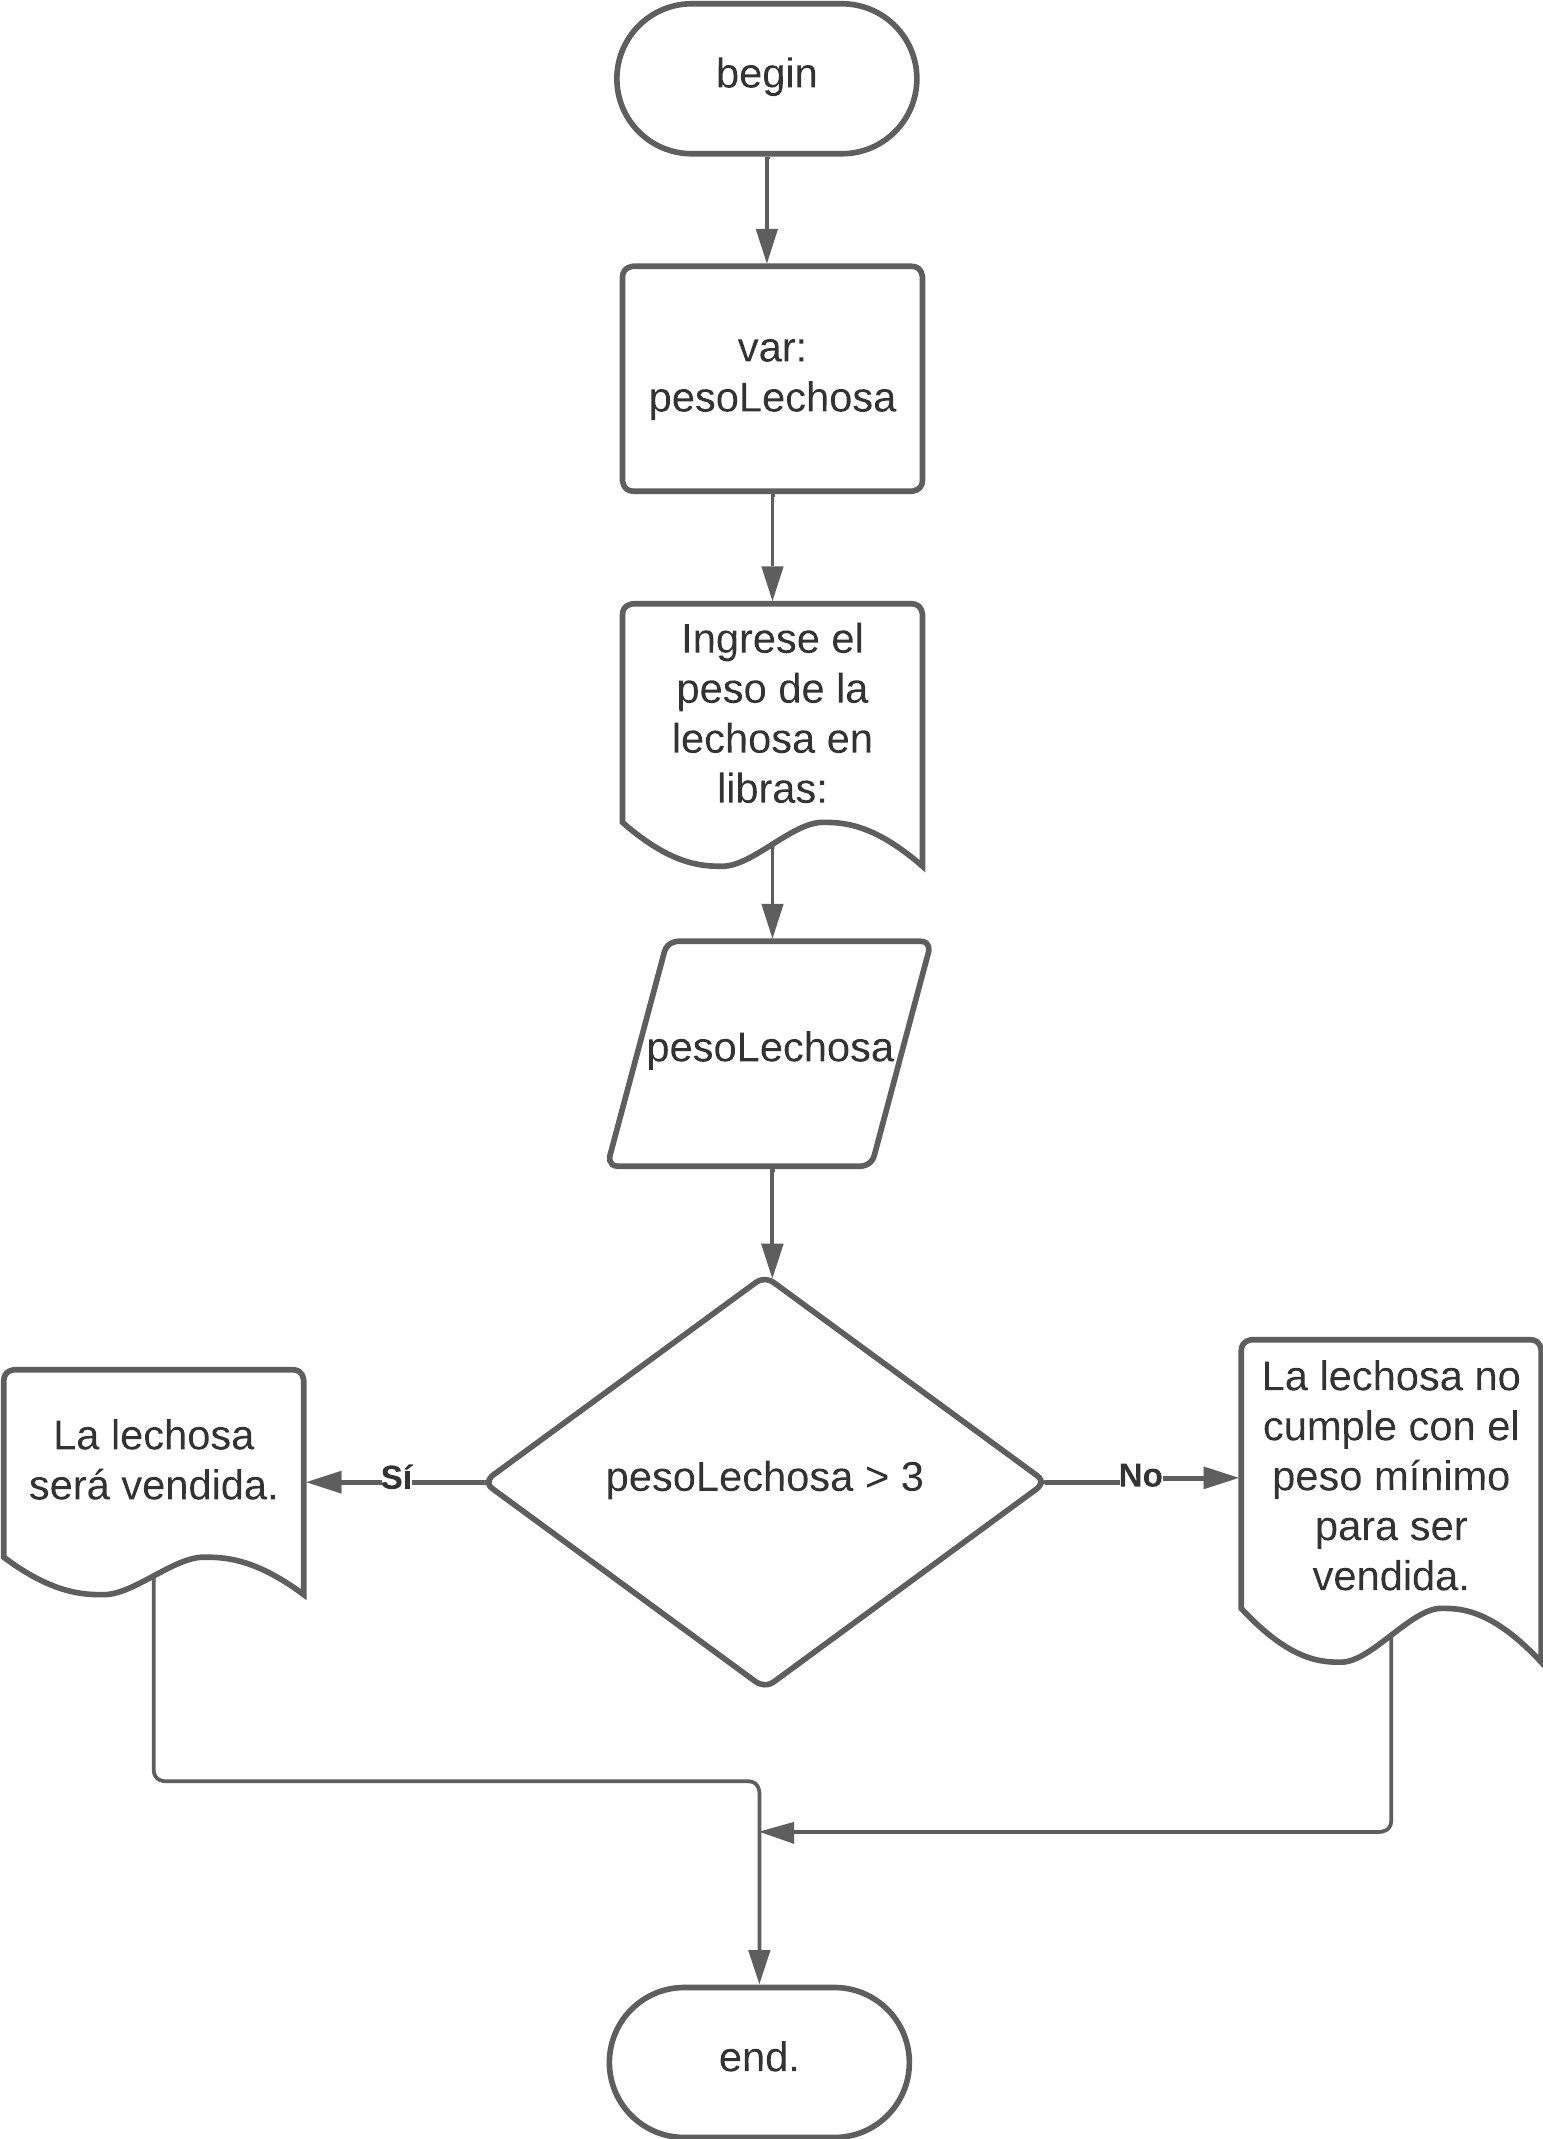 begin
var:
pesoLechosa
Ingrese el
peso de la
lechosa en
libras:
pesoLechosa
La lechosa
será vendida.
Sí
pesoLechosa > 3
No
La lechosa no
cumple con el
peso mínimo
para ser
vendida.
end.